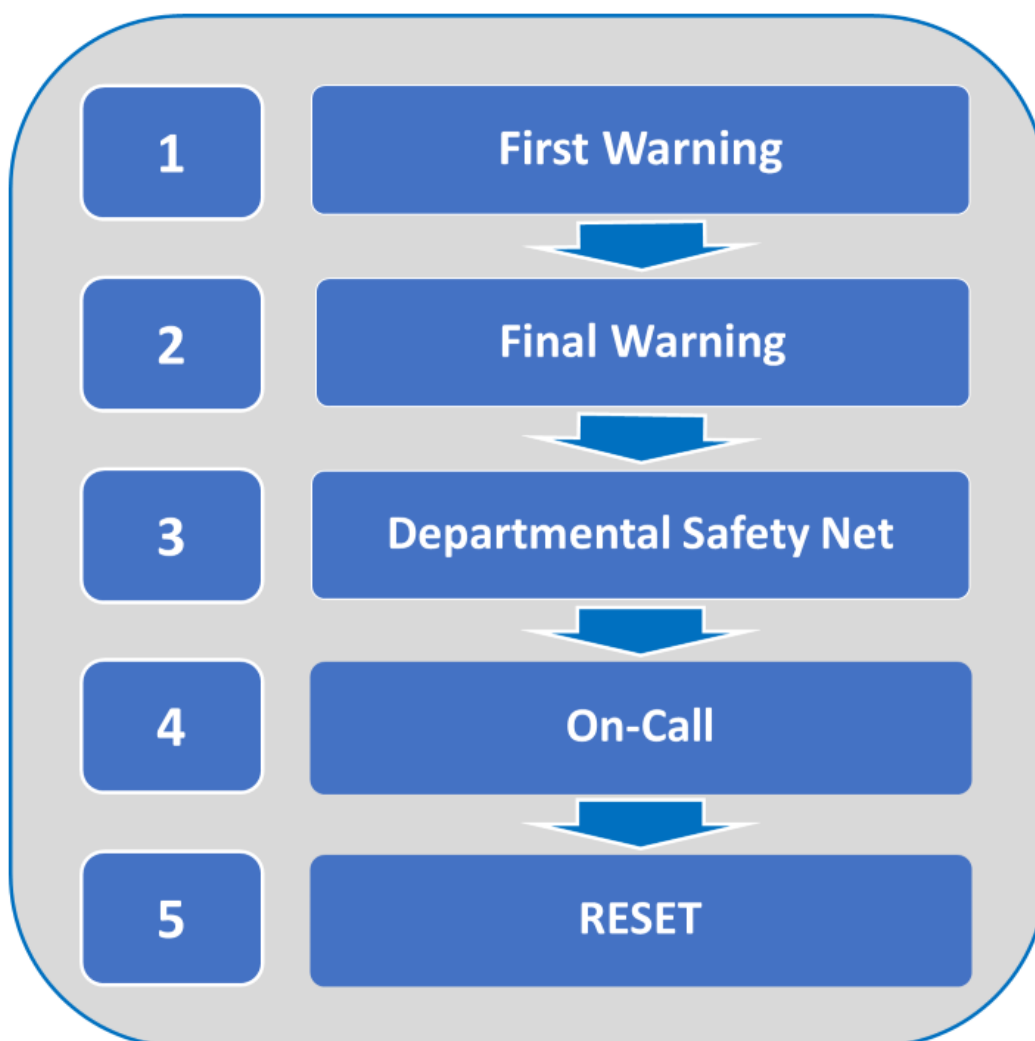 1
First Warning
2
Final Warning
3
Departmental Safety Net
4
On-Call
5
RESET